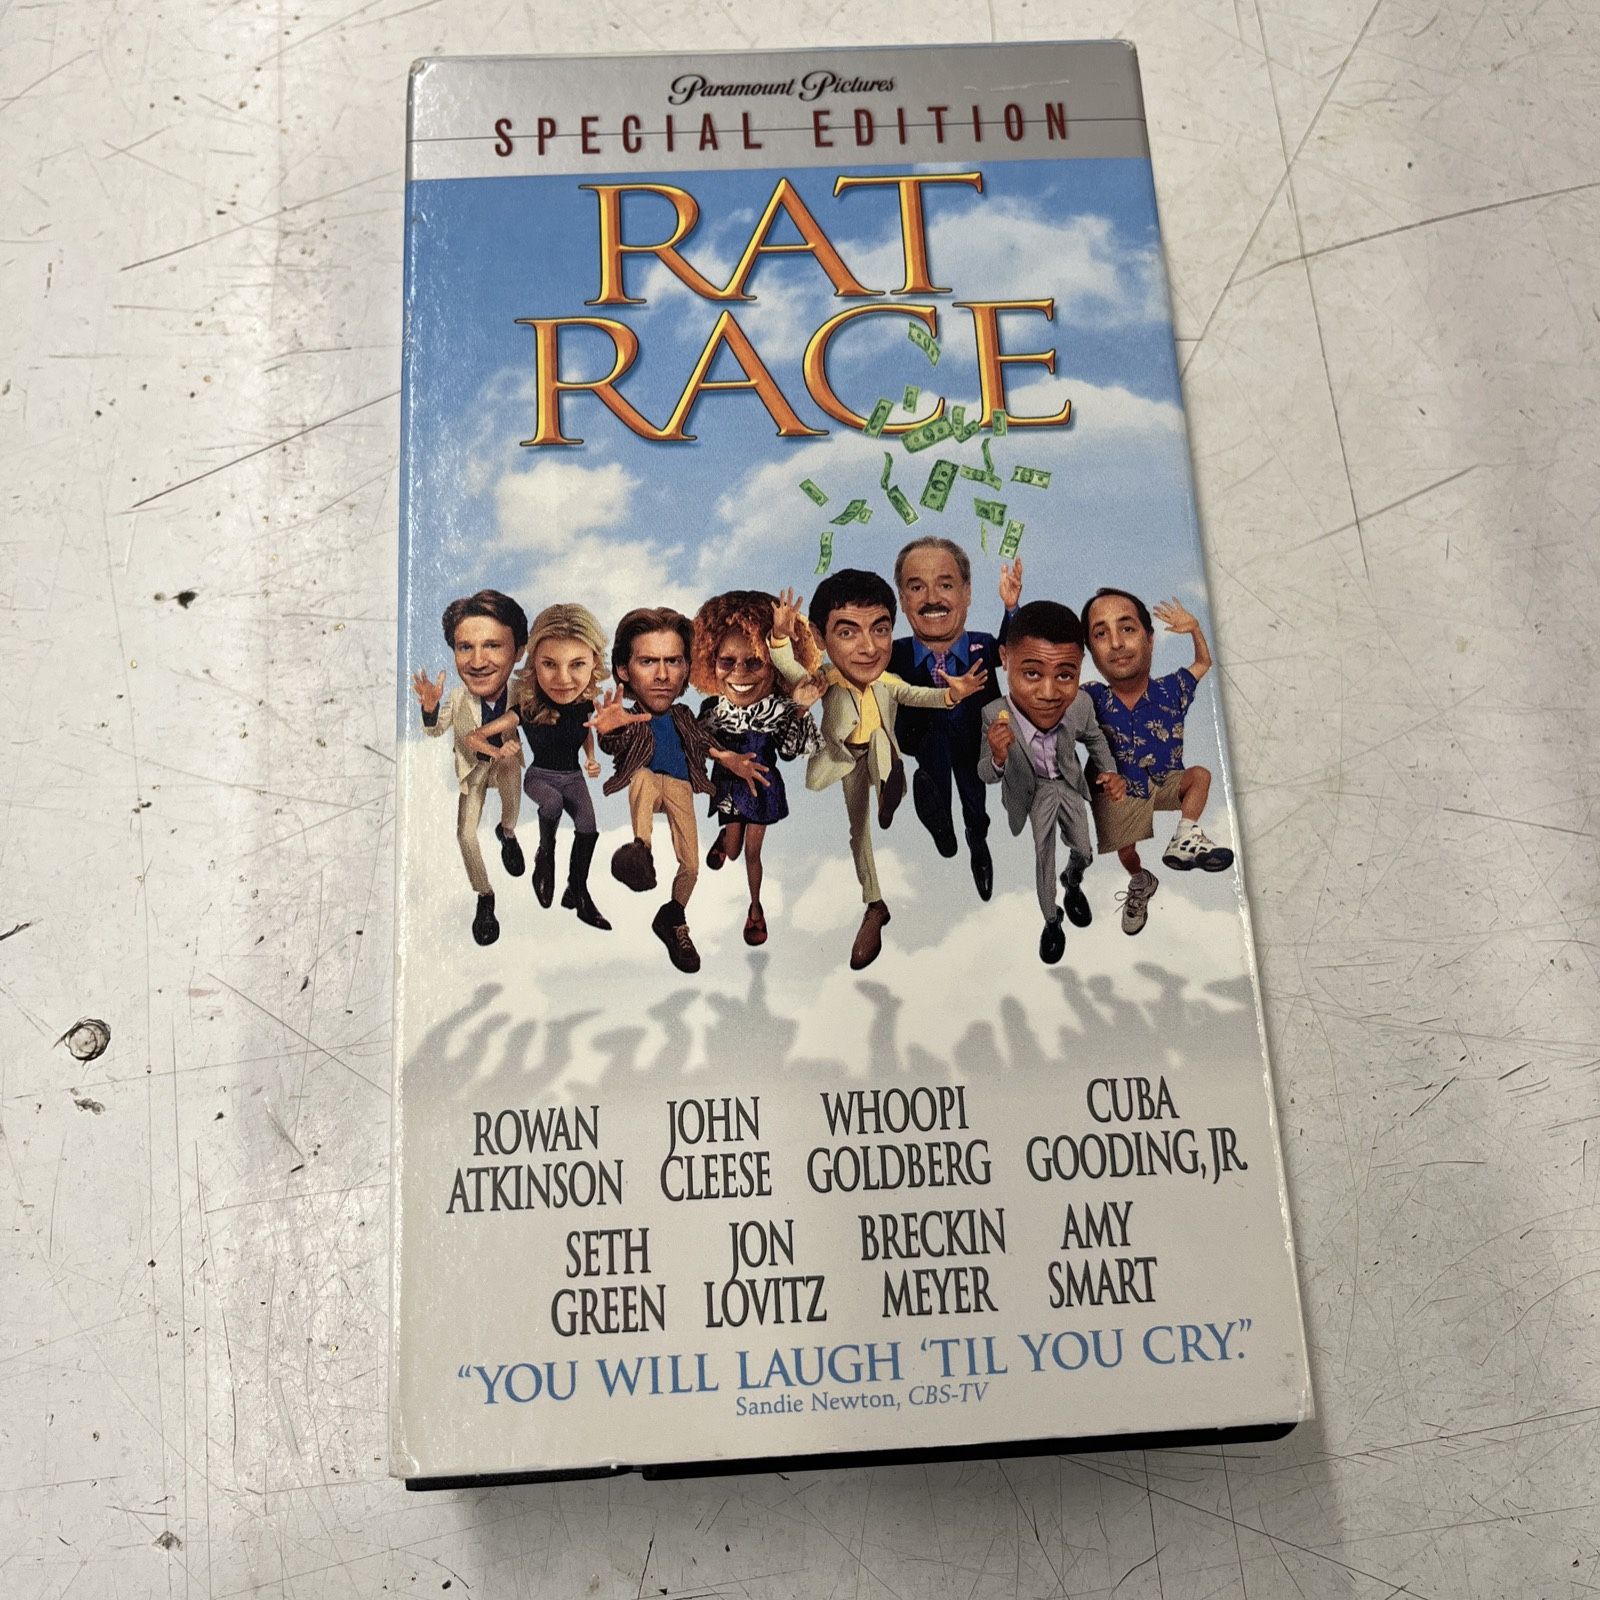 Paramount Pictures
SPECIAL EDITION
RAT
RACE
ROWAN ATKINSON
JOHN CLEESE
WHOOPI GOLDBERG
CUBA GOODING, JR.
SETH GREEN
JON LOVITZ
BRECKIN MEYER
AMY SMART
“YOU WILL LAUGH ‘TIL YOU CRY.”
Sandie Newton, CBS-TV